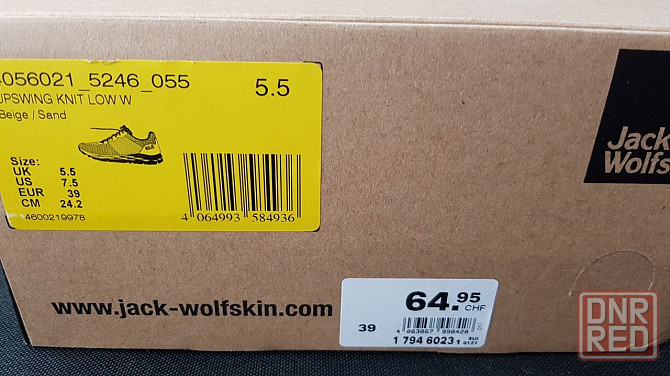 4056021_5246_055
UPSWING KNIT LOW W
Beige / Sand
5.5
Size:
UK 5.5
US 7.5
EUR 39
CM 24.2
4600219978
4 064993 584936
Jack
Wolfs
www.jack-wolfskin.com
64.95
CHF
39
1 794 6023 1
DNR
RED